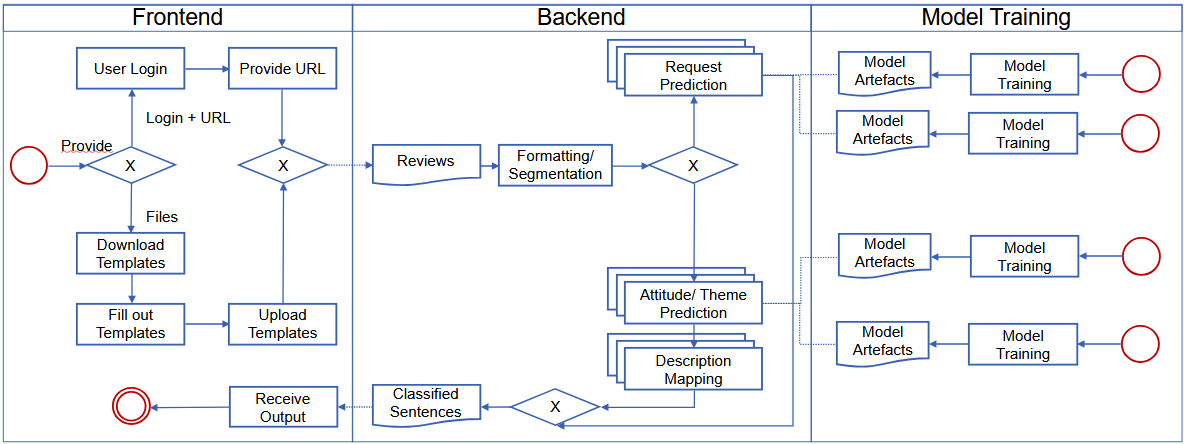 Frontend
Backend
Model Training
User Login
Provide URL
Login + URL
Provide
X
X
Files
Download
Templates
Fill out
Templates
Upload
Templates
Receive
Output
Reviews
Formatting/
Segmentation
X
Request
Prediction
Attitude/ Theme
Prediction
Description
Mapping
X
Classified
Sentences
Model
Artefacts
Model
Training
Model
Artefacts
Model
Training
Model
Artefacts
Model
Training
Model
Artefacts
Model
Training